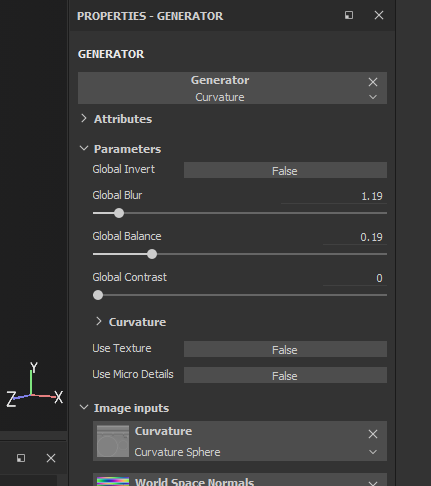 PROPERTIES - GENERATOR
GENERATOR
Generator
Curvature
Attributes
Parameters
Global Invert False
Global Blur 1.19
Global Balance 0.19
Global Contrast 0
Curvature
Use Texture False
Use Micro Details False
Y
Z X
Image inputs
Curvature
Curvature Sphere
World Space Normals